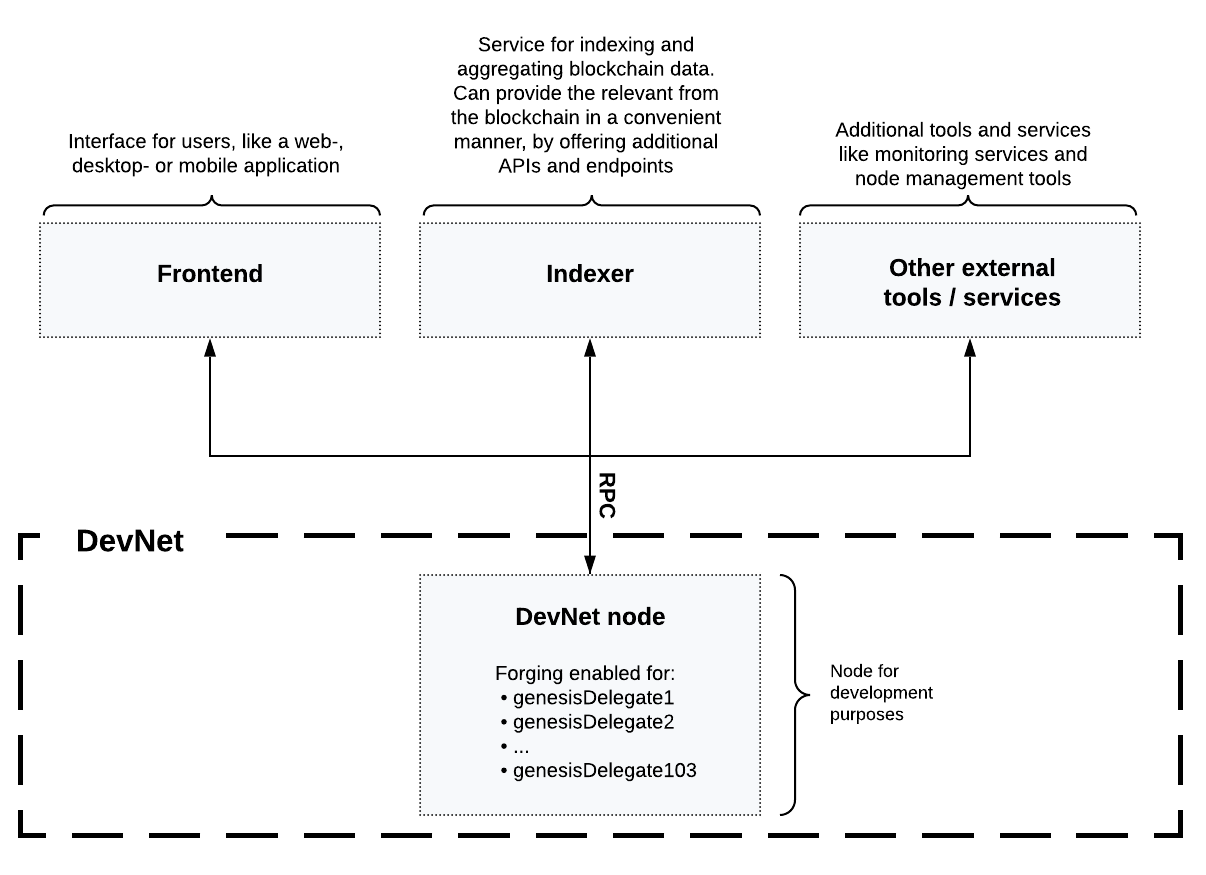 Interface for users, like a web-,
desktop- or mobile application
Service for indexing and
aggregating blockchain data.
Can provide the relevant from
the blockchain in a convenient
manner, by offering additional
APIs and endpoints
Additional tools and services
like monitoring services and
node management tools
Frontend
Indexer
Other external
tools / services
RPC
DevNet
DevNet node
Forging enabled for:
• genesisDelegate1
• genesisDelegate2
• ...
• genesisDelegate103
Node for
development
purposes